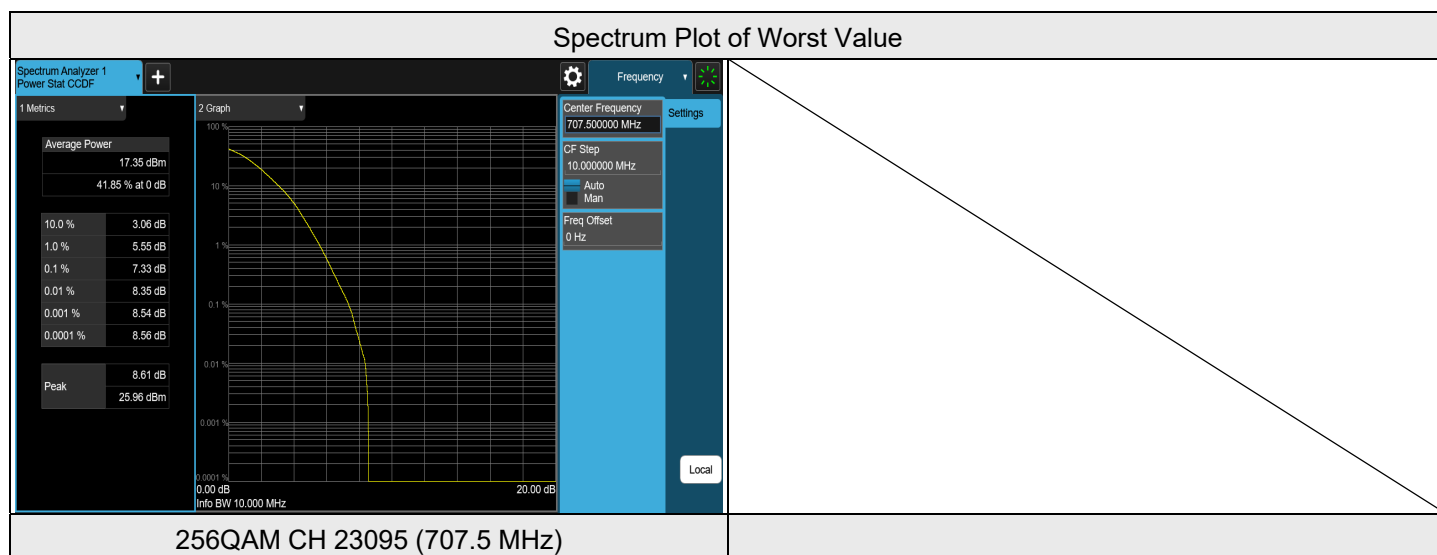 Spectrum Plot of Worst Value
Spectrum Analyzer 1
Power Stat CCDF
+
Frequency
1 Metrics
2 Graph
Average Power
17.35 dBm
41.85 % at 0 dB
10.0 % 3.06 dB
1.0 % 5.55 dB
0.1 % 7.33 dB
0.01 % 8.35 dB
0.001 % 8.54 dB
0.0001 % 8.56 dB
Peak 8.61 dB
25.96 dBm
100 %
10 %
1 %
0.1 %
0.01 %
0.001 %
0.0001 %
0.00 dB 20.00 dB
Info BW 10.000 MHz
Center Frequency
707.500000 MHz
Settings
CF Step
10.000000 MHz
Auto
Man
Freq Offset
0 Hz
Local
256QAM CH 23095 (707.5 MHz)